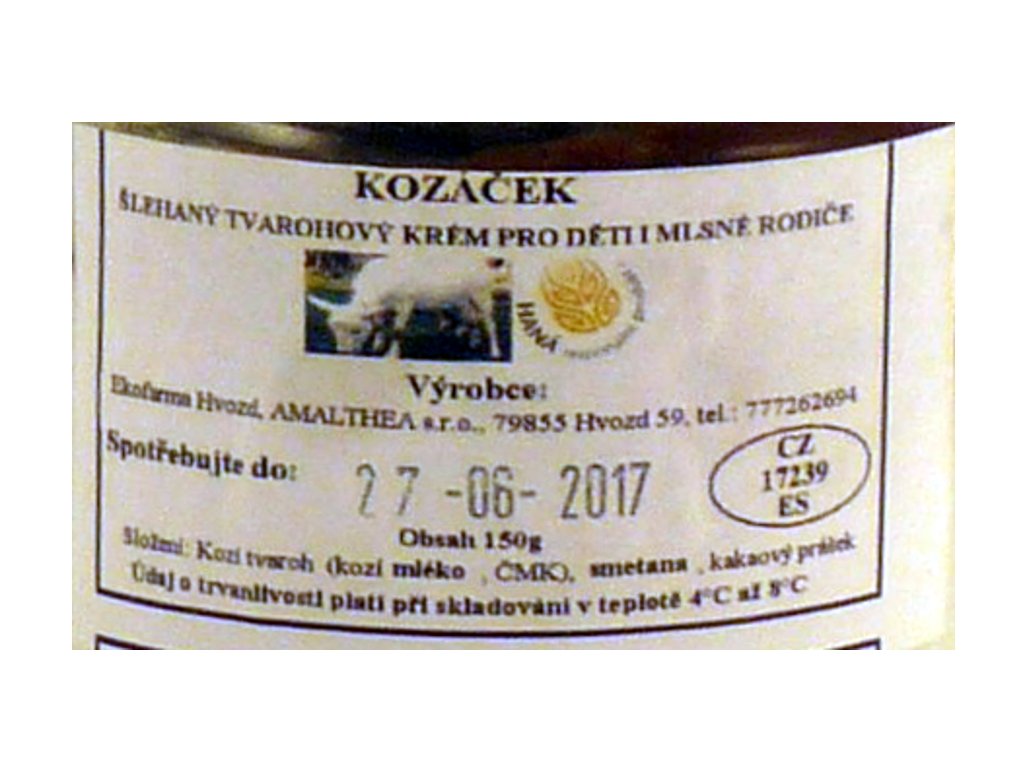 KOZÁČEK
ŠLEHANÝ TVAROHOVÝ KRÉM PRO DĚTI I MLSNÉ RODIČE
HANÁ
Výrobce:
Ekofarma Hvozd, AMALTHEA s.r.o., 79855 Hvozd 59, tel.: 777262694
Spotřebujte do: 27 -06- 2017
CZ
17239
ES
Obsah 150g
Složení: Kozí tvaroh (kozí mléko , ČMK), smetana , kakaový prášek
Údaj o trvanlivosti platí při skladování v teplotě 4°C až 8°C